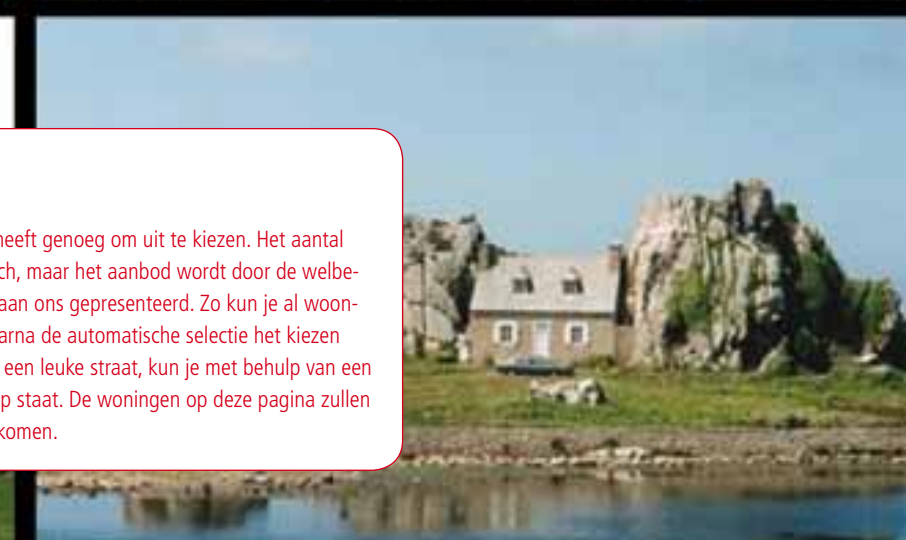 heeft genoeg om uit te kiezen. Het aantal
ch, maar het aanbod wordt door de welbe-
aan ons gepresenteerd. Zo kun je al woon-
arna de automatische selectie het kiezen
een leuke straat, kun je met behulp van een
p staat. De woningen op deze pagina zullen
komen.